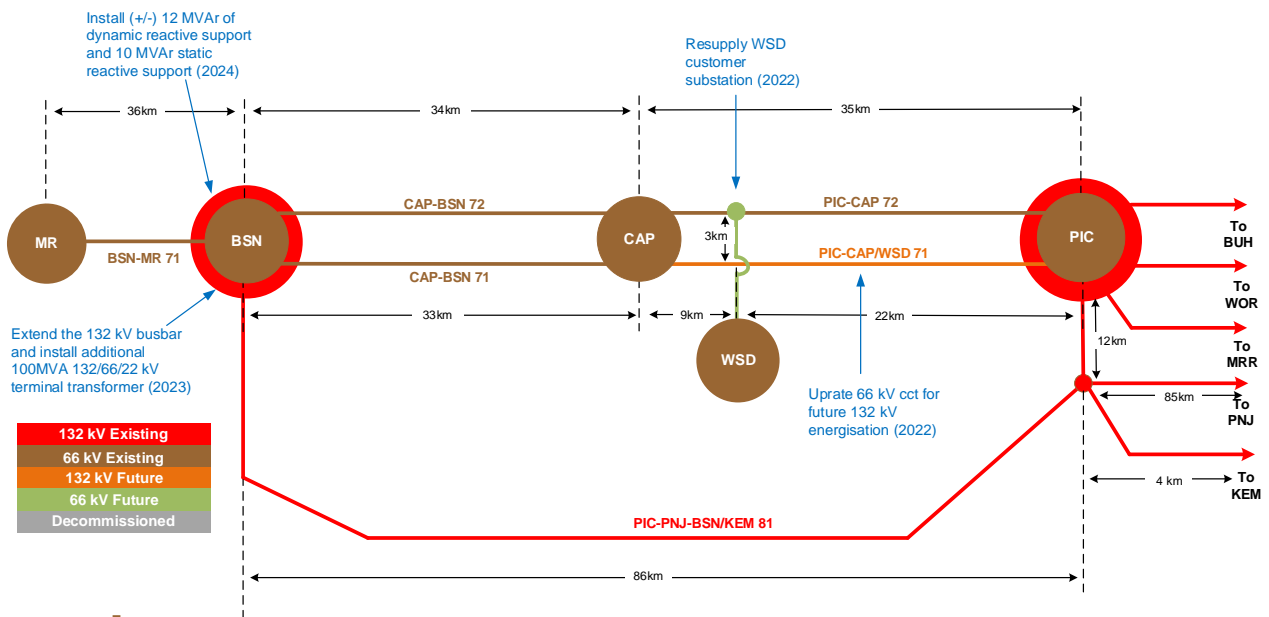 Install (+/-) 12 MVAr of
dynamic reactive support
and 10 MVAr static
reactive support (2024)
Resupply WSD
customer
substation (2022)
36km
34km
35km
CAP-BSN 72
PIC-CAP 72
MR
BSN
CAP
PIC
3km
BSN-MR 71
CAP-BSN 71
PIC-CAP/WSD 71
To
BUH
To
WOR
33km
9km
22km
12km
To
MRR
WSD
Extend the 132 kV busbar
and install additional
100MVA 132/66/22 kV
terminal transformer (2023)
Uprate 66 kV cct for
future 132 kV
energisation (2022)
85km
To
PNJ
132 kV Existing
66 kV Existing
132 kV Future
66 kV Future
Decommissioned
4 km
To
KEM
PIC-PNJ-BSN/KEM 81
86km